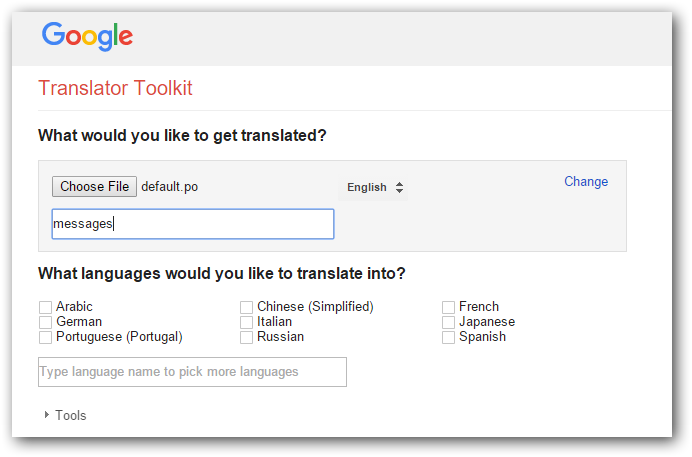 Google
Translator Toolkit
What would you like to get translated?
Choose File default.po English Change
messages
What languages would you like to translate into?
Arabic Chinese (Simplified) French
German Italian Japanese
Portuguese (Portugal) Russian Spanish
Type language name to pick more languages
Tools